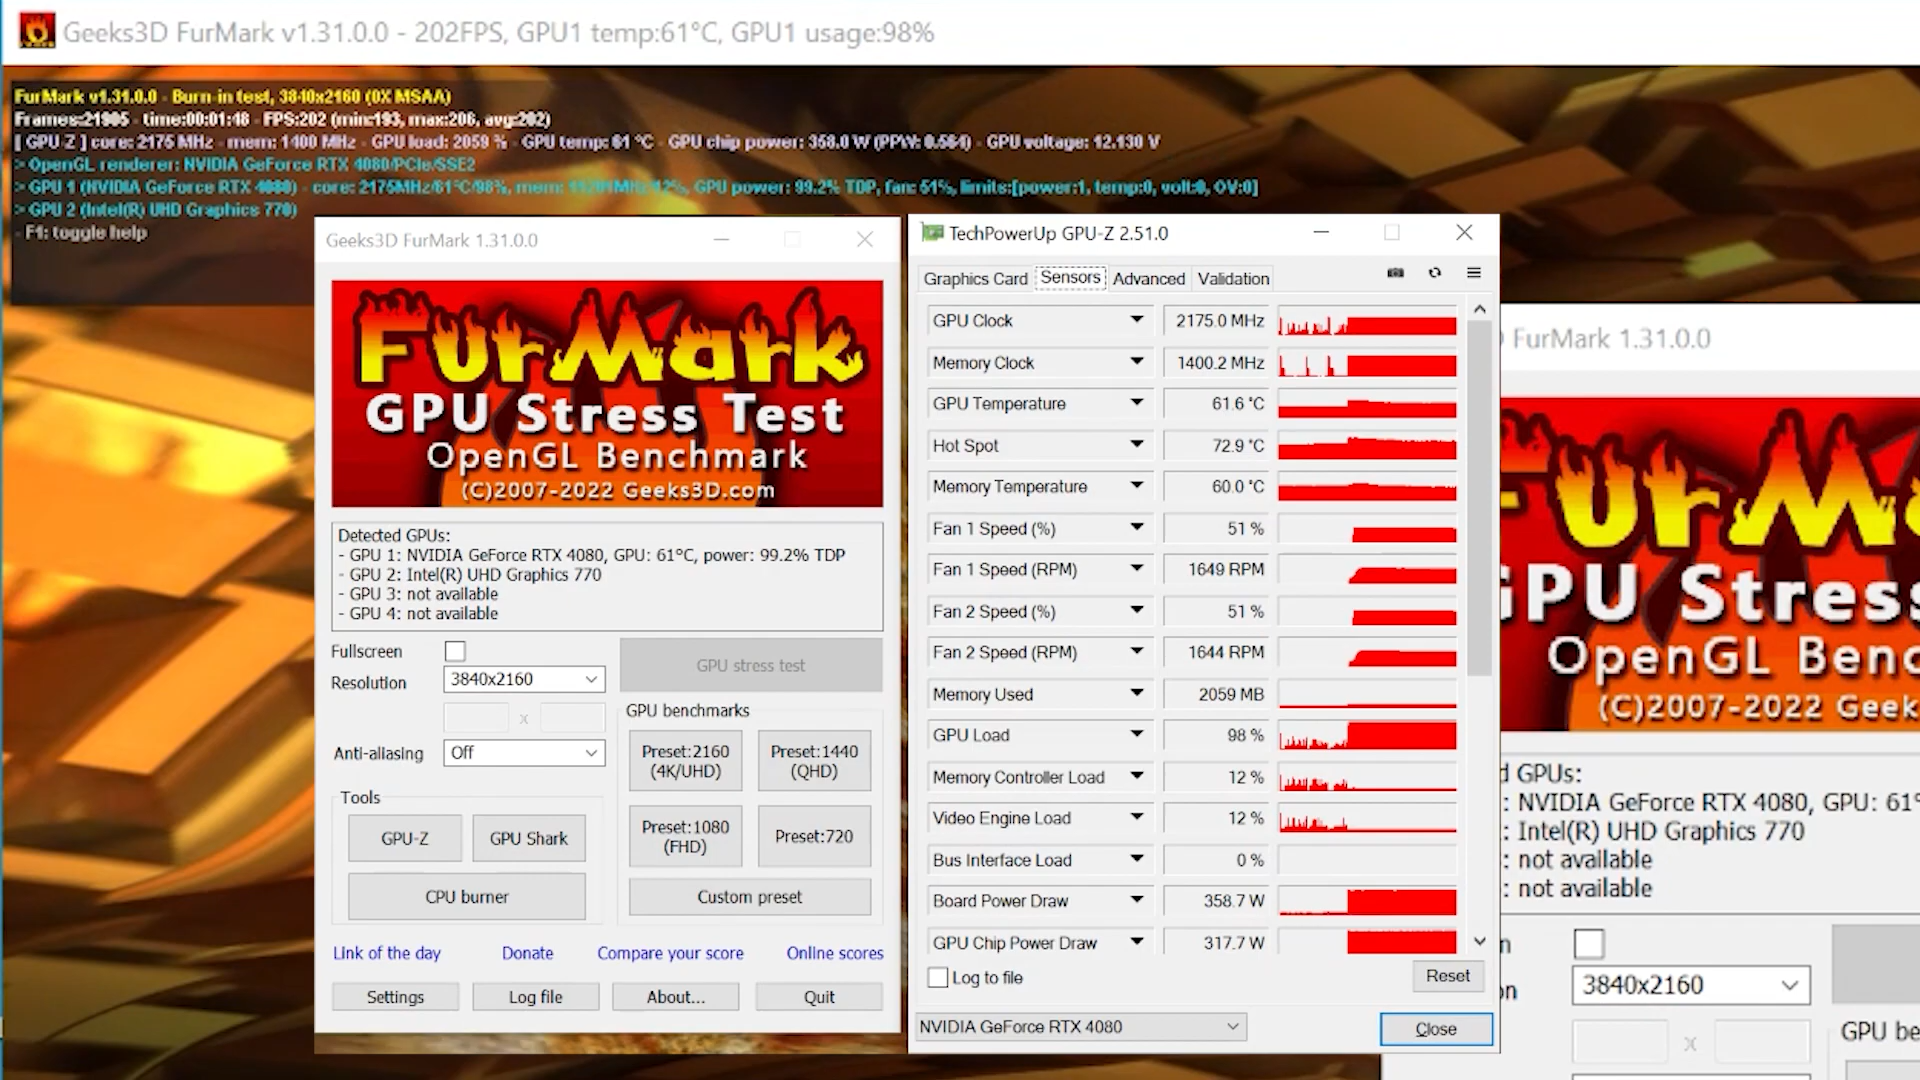 Geeks3D FurMark v1.31.0.0 - 202FPS, GPU1 temp:61°C, GPU1 usage:98%
FurMark v1.31.0.0 - Burn-in test, 3840x2160 (0X MSAA)
Frames:21905 - time:00:01:48 - FPS:202 (min:193, max:206, avg:202)
[ GPU-Z ] core: 2175 MHz - mem: 1400 MHz - GPU load: 2059 % - GPU temp: 61 °C - GPU chip power: 358.0 W (PPW: 0.564) - GPU voltage: 12.130 V
> OpenGL renderer: NVIDIA GeForce RTX 4080/PCIe/SSE2
> GPU 1 (NVIDIA GeForce RTX 4080) - core: 2175MHz/61°C/98%, mem: GPU power: 99.2% TDP, fan: 51%, limits:[power:1, temp:0, volt:0, OV:0]
> GPU 2 (Intel(R) UHD Graphics 770)
- F1: toggle help
Geeks3D FurMark 1.31.0.0
FurMark
GPU Stress Test
OpenGL Benchmark
(C)2007-2022 Geeks3D.com
Detected GPUs:
- GPU 1: NVIDIA GeForce RTX 4080, GPU: 61°C, power: 99.2% TDP
- GPU 2: Intel(R) UHD Graphics 770
- GPU 3: not available
- GPU 4: not available
Fullscreen
GPU stress test
Resolution 3840x2160
x
GPU benchmarks
Anti-aliasing Off
Preset:2160 (4K/UHD)
Preset:1440 (QHD)
Preset:1080 (FHD)
Preset:720
Custom preset
Tools
GPU-Z
GPU Shark
CPU burner
Link of the day Donate Compare your score Online scores
Settings Log file About... Quit
TechPowerUp GPU-Z 2.51.0
Graphics Card Sensors Advanced Validation
GPU Clock 2175.0 MHz
Memory Clock 1400.2 MHz
GPU Temperature 61.6 °C
Hot Spot 72.9 °C
Memory Temperature 60.0 °C
Fan 1 Speed (%) 51 %
Fan 1 Speed (RPM) 1649 RPM
Fan 2 Speed (%) 51 %
Fan 2 Speed (RPM) 1644 RPM
Memory Used 2059 MB
GPU Load 98 %
Memory Controller Load 12 %
Video Engine Load 12 %
Bus Interface Load 0 %
Board Power Draw 358.7 W
GPU Chip Power Draw 317.7 W
Log to file
Reset
NVIDIA GeForce RTX 4080
Close
FurMark 1.31.0.0
FurMa
GPU Stress
OpenGL Benc
(C)2007-2022 Geek
d GPUs:
: NVIDIA GeForce RTX 4080, GPU: 61°
: Intel(R) UHD Graphics 770
: not available
: not available
n
on 3840x2160
x
GPU be